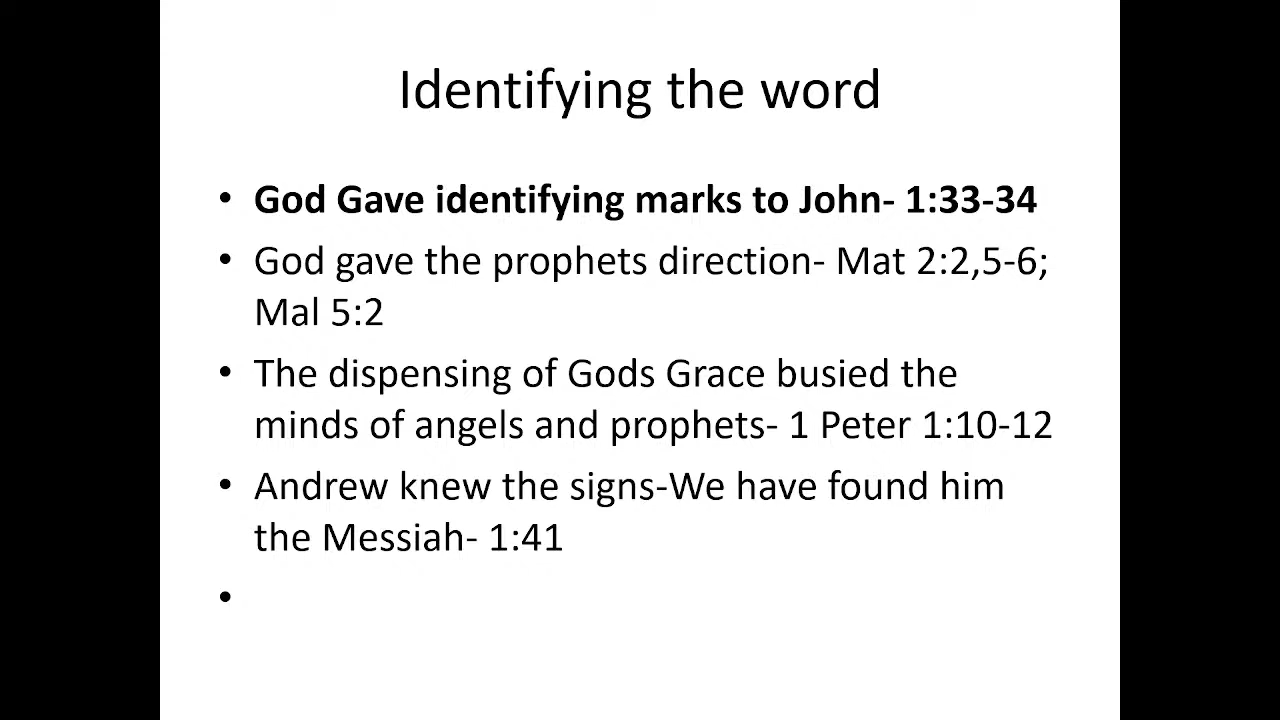 Identifying the word
• God Gave identifying marks to John- 1:33-34
• God gave the prophets direction- Mat 2:2,5-6;
Mal 5:2
• The dispensing of Gods Grace busied the
minds of angels and prophets- 1 Peter 1:10-12
• Andrew knew the signs-We have found him
the Messiah- 1:41
•